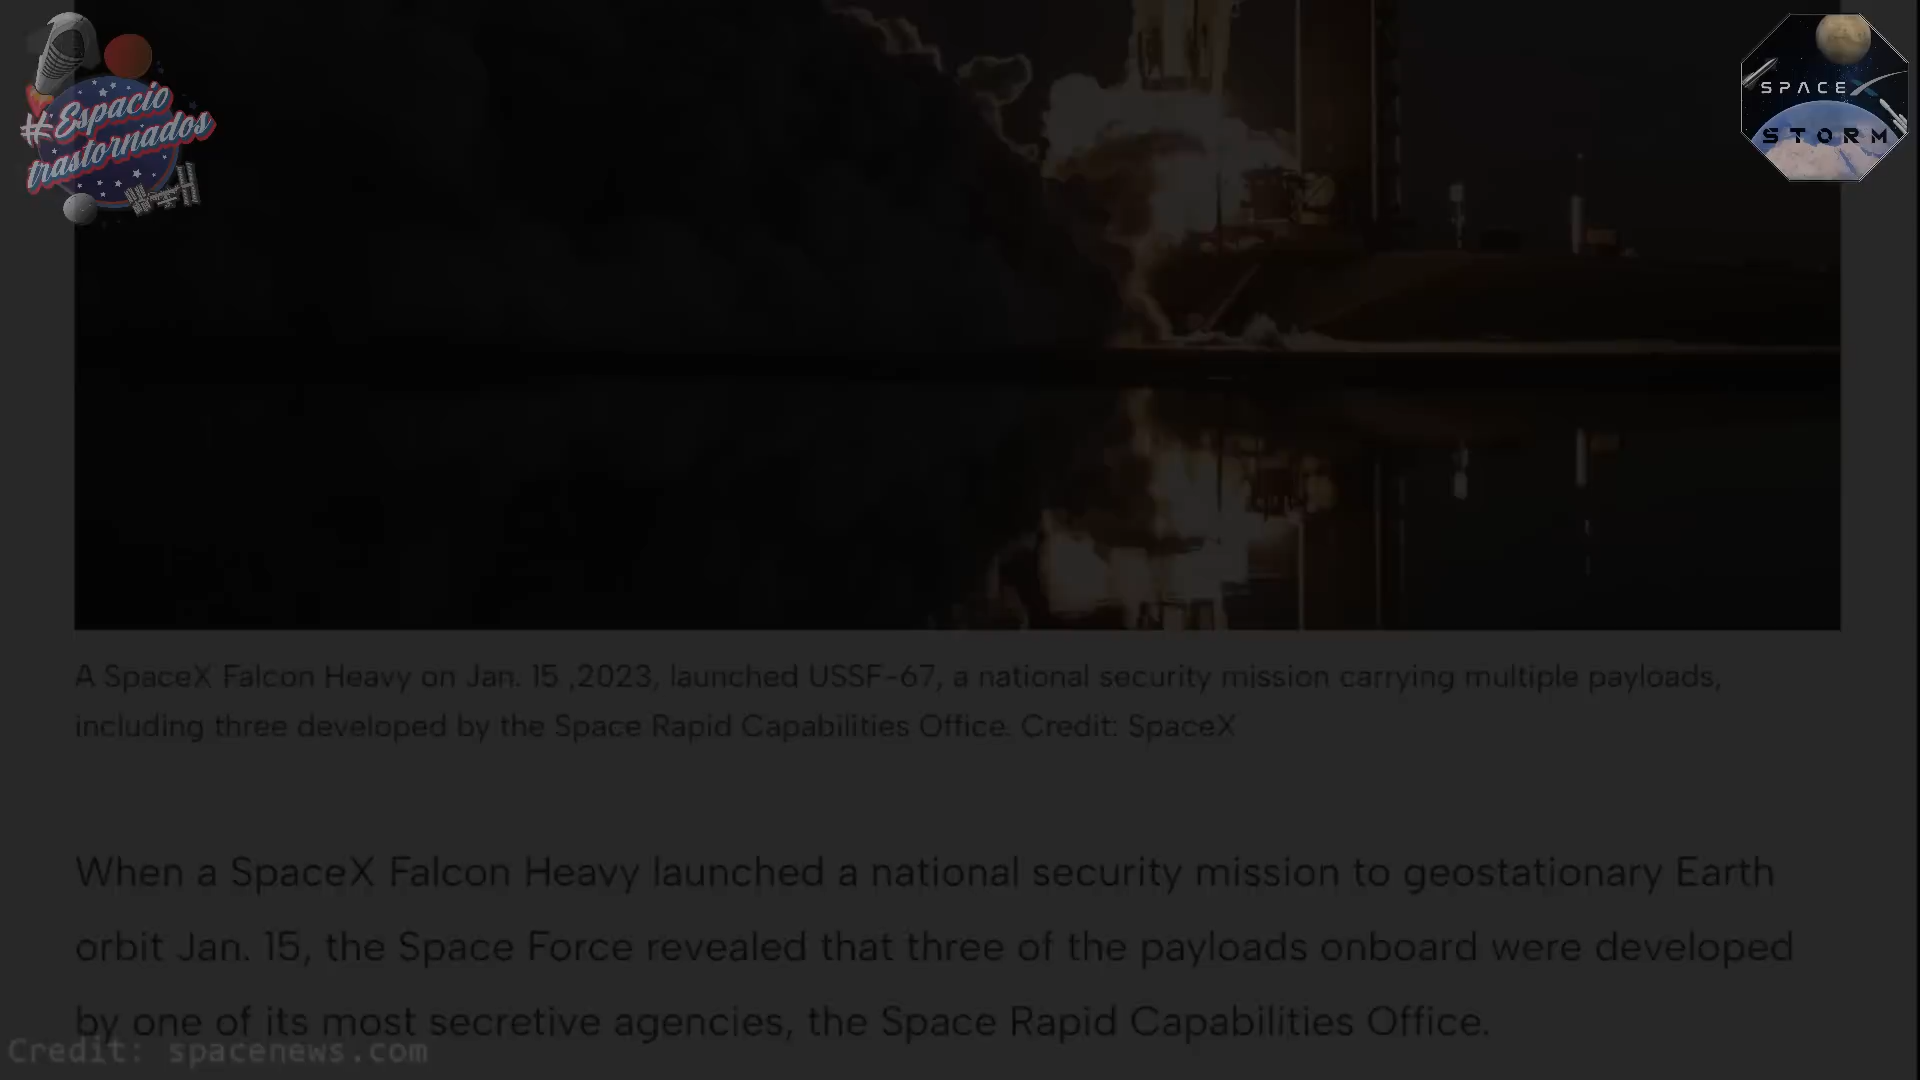 #Espacio
trastornados
SPACEX
STORM
A SpaceX Falcon Heavy on Jan. 15 ,2023, launched USSF-67, a national security mission carrying multiple payloads,
including three developed by the Space Rapid Capabilities Office. Credit: SpaceX
When a SpaceX Falcon Heavy launched a national security mission to geostationary Earth
orbit Jan. 15, the Space Force revealed that three of the payloads onboard were developed
by one of its most secretive agencies, the Space Rapid Capabilities Office.
Credit: spacenews.com